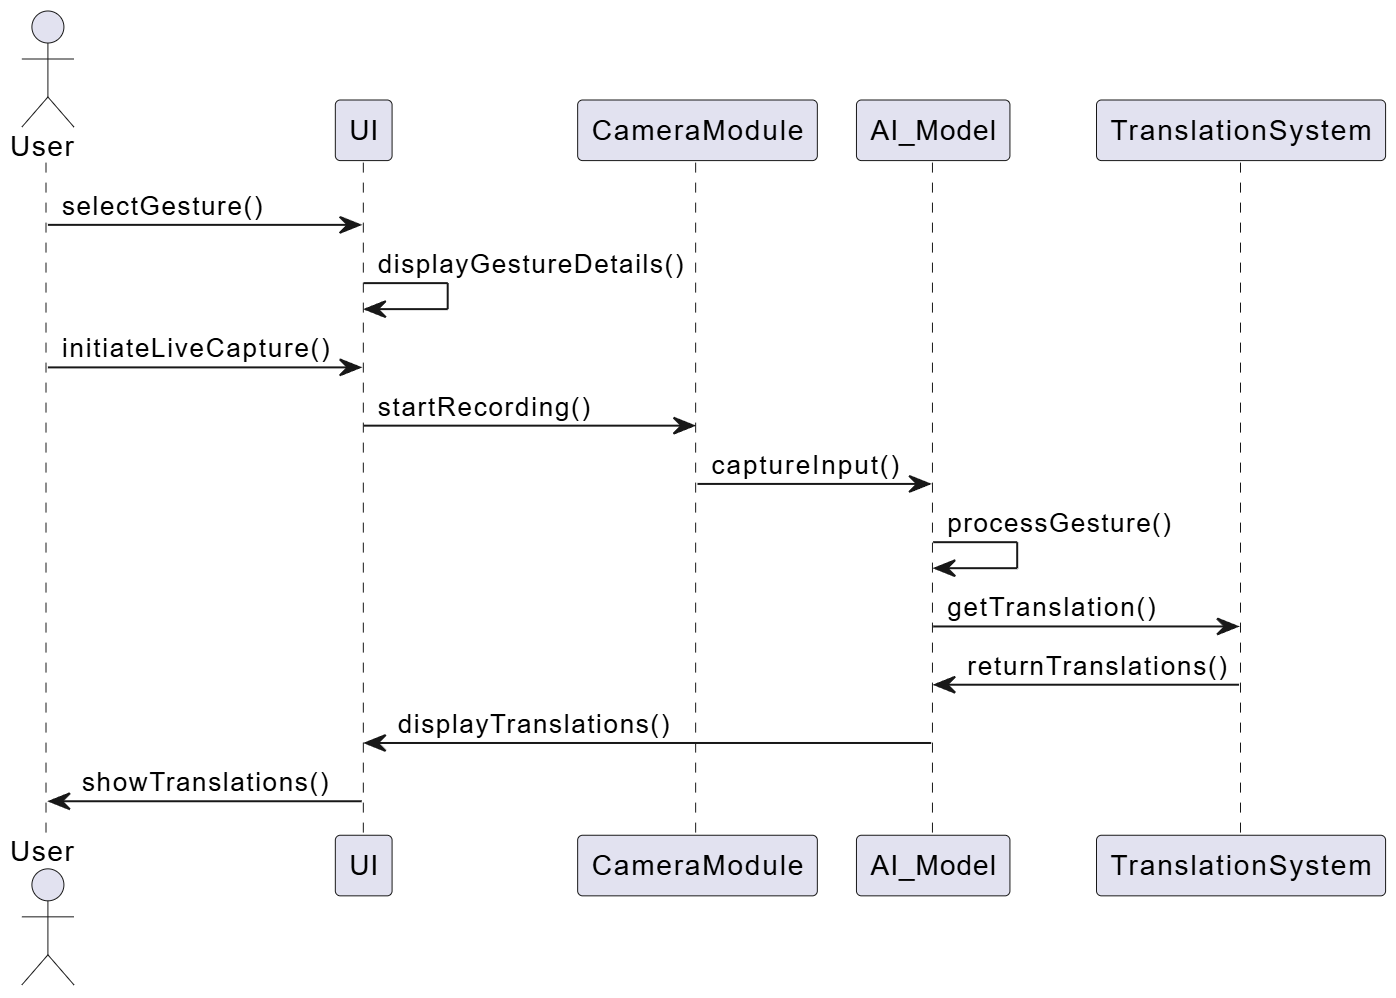 User
UI
CameraModule
AI_Model
TranslationSystem
selectGesture()
displayGestureDetails()
initiateLiveCapture()
startRecording()
captureInput()
processGesture()
getTranslation()
returnTranslations()
displayTranslations()
showTranslations()
User
UI
CameraModule
AI_Model
TranslationSystem